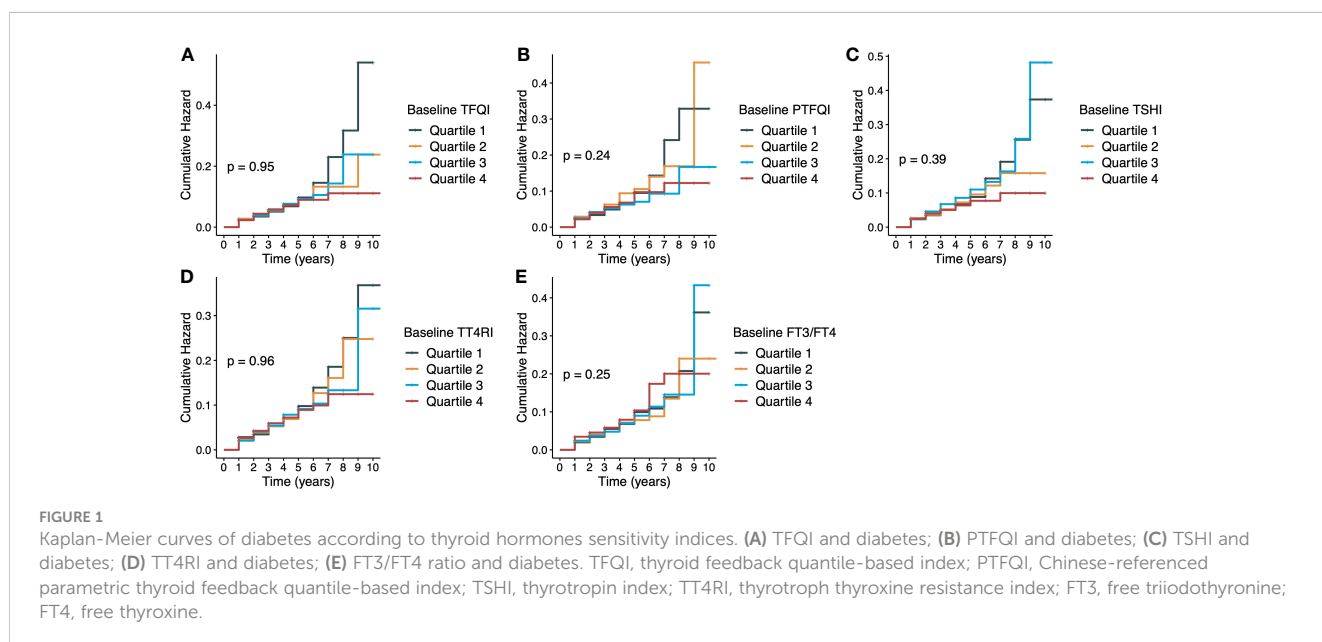 A
Cumulative Hazard
0.4
0.2
0.0
p = 0.95
0 1 2 3 4 5 6 7 8 9 10
Time (years)
Baseline TFQI
Quartile 1
Quartile 2
Quartile 3
Quartile 4
B
Cumulative Hazard
0.4
0.3
0.2
0.1
0.0
p = 0.24
0 1 2 3 4 5 6 7 8 9 10
Time (years)
Baseline PTFQI
Quartile 1
Quartile 2
Quartile 3
Quartile 4
C
Cumulative Hazard
0.5
0.4
0.3
0.2
0.1
0.0
p = 0.39
0 1 2 3 4 5 6 7 8 9 10
Time (years)
Baseline TSHI
Quartile 1
Quartile 2
Quartile 3
Quartile 4
D
Cumulative Hazard
0.3
0.2
0.1
0.0
p = 0.96
0 1 2 3 4 5 6 7 8 9 10
Time (years)
Baseline TT4RI
Quartile 1
Quartile 2
Quartile 3
Quartile 4
E
Cumulative Hazard
0.4
0.3
0.2
0.1
0.0
p = 0.25
0 1 2 3 4 5 6 7 8 9 10
Time (years)
Baseline FT3/FT4
Quartile 1
Quartile 2
Quartile 3
Quartile 4
FIGURE 1
Kaplan-Meier curves of diabetes according to thyroid hormones sensitivity indices. (A) TFQI and diabetes; (B) PTFQI and diabetes; (C) TSHI and
diabetes; (D) TT4RI and diabetes; (E) FT3/FT4 ratio and diabetes. TFQI, thyroid feedback quantile-based index; PTFQI, Chinese-referenced
parametric thyroid feedback quantile-based index; TSHI, thyrotropin index; TT4RI, thyrotroph thyroxine resistance index; FT3, free triiodothyronine;
FT4, free thyroxine.